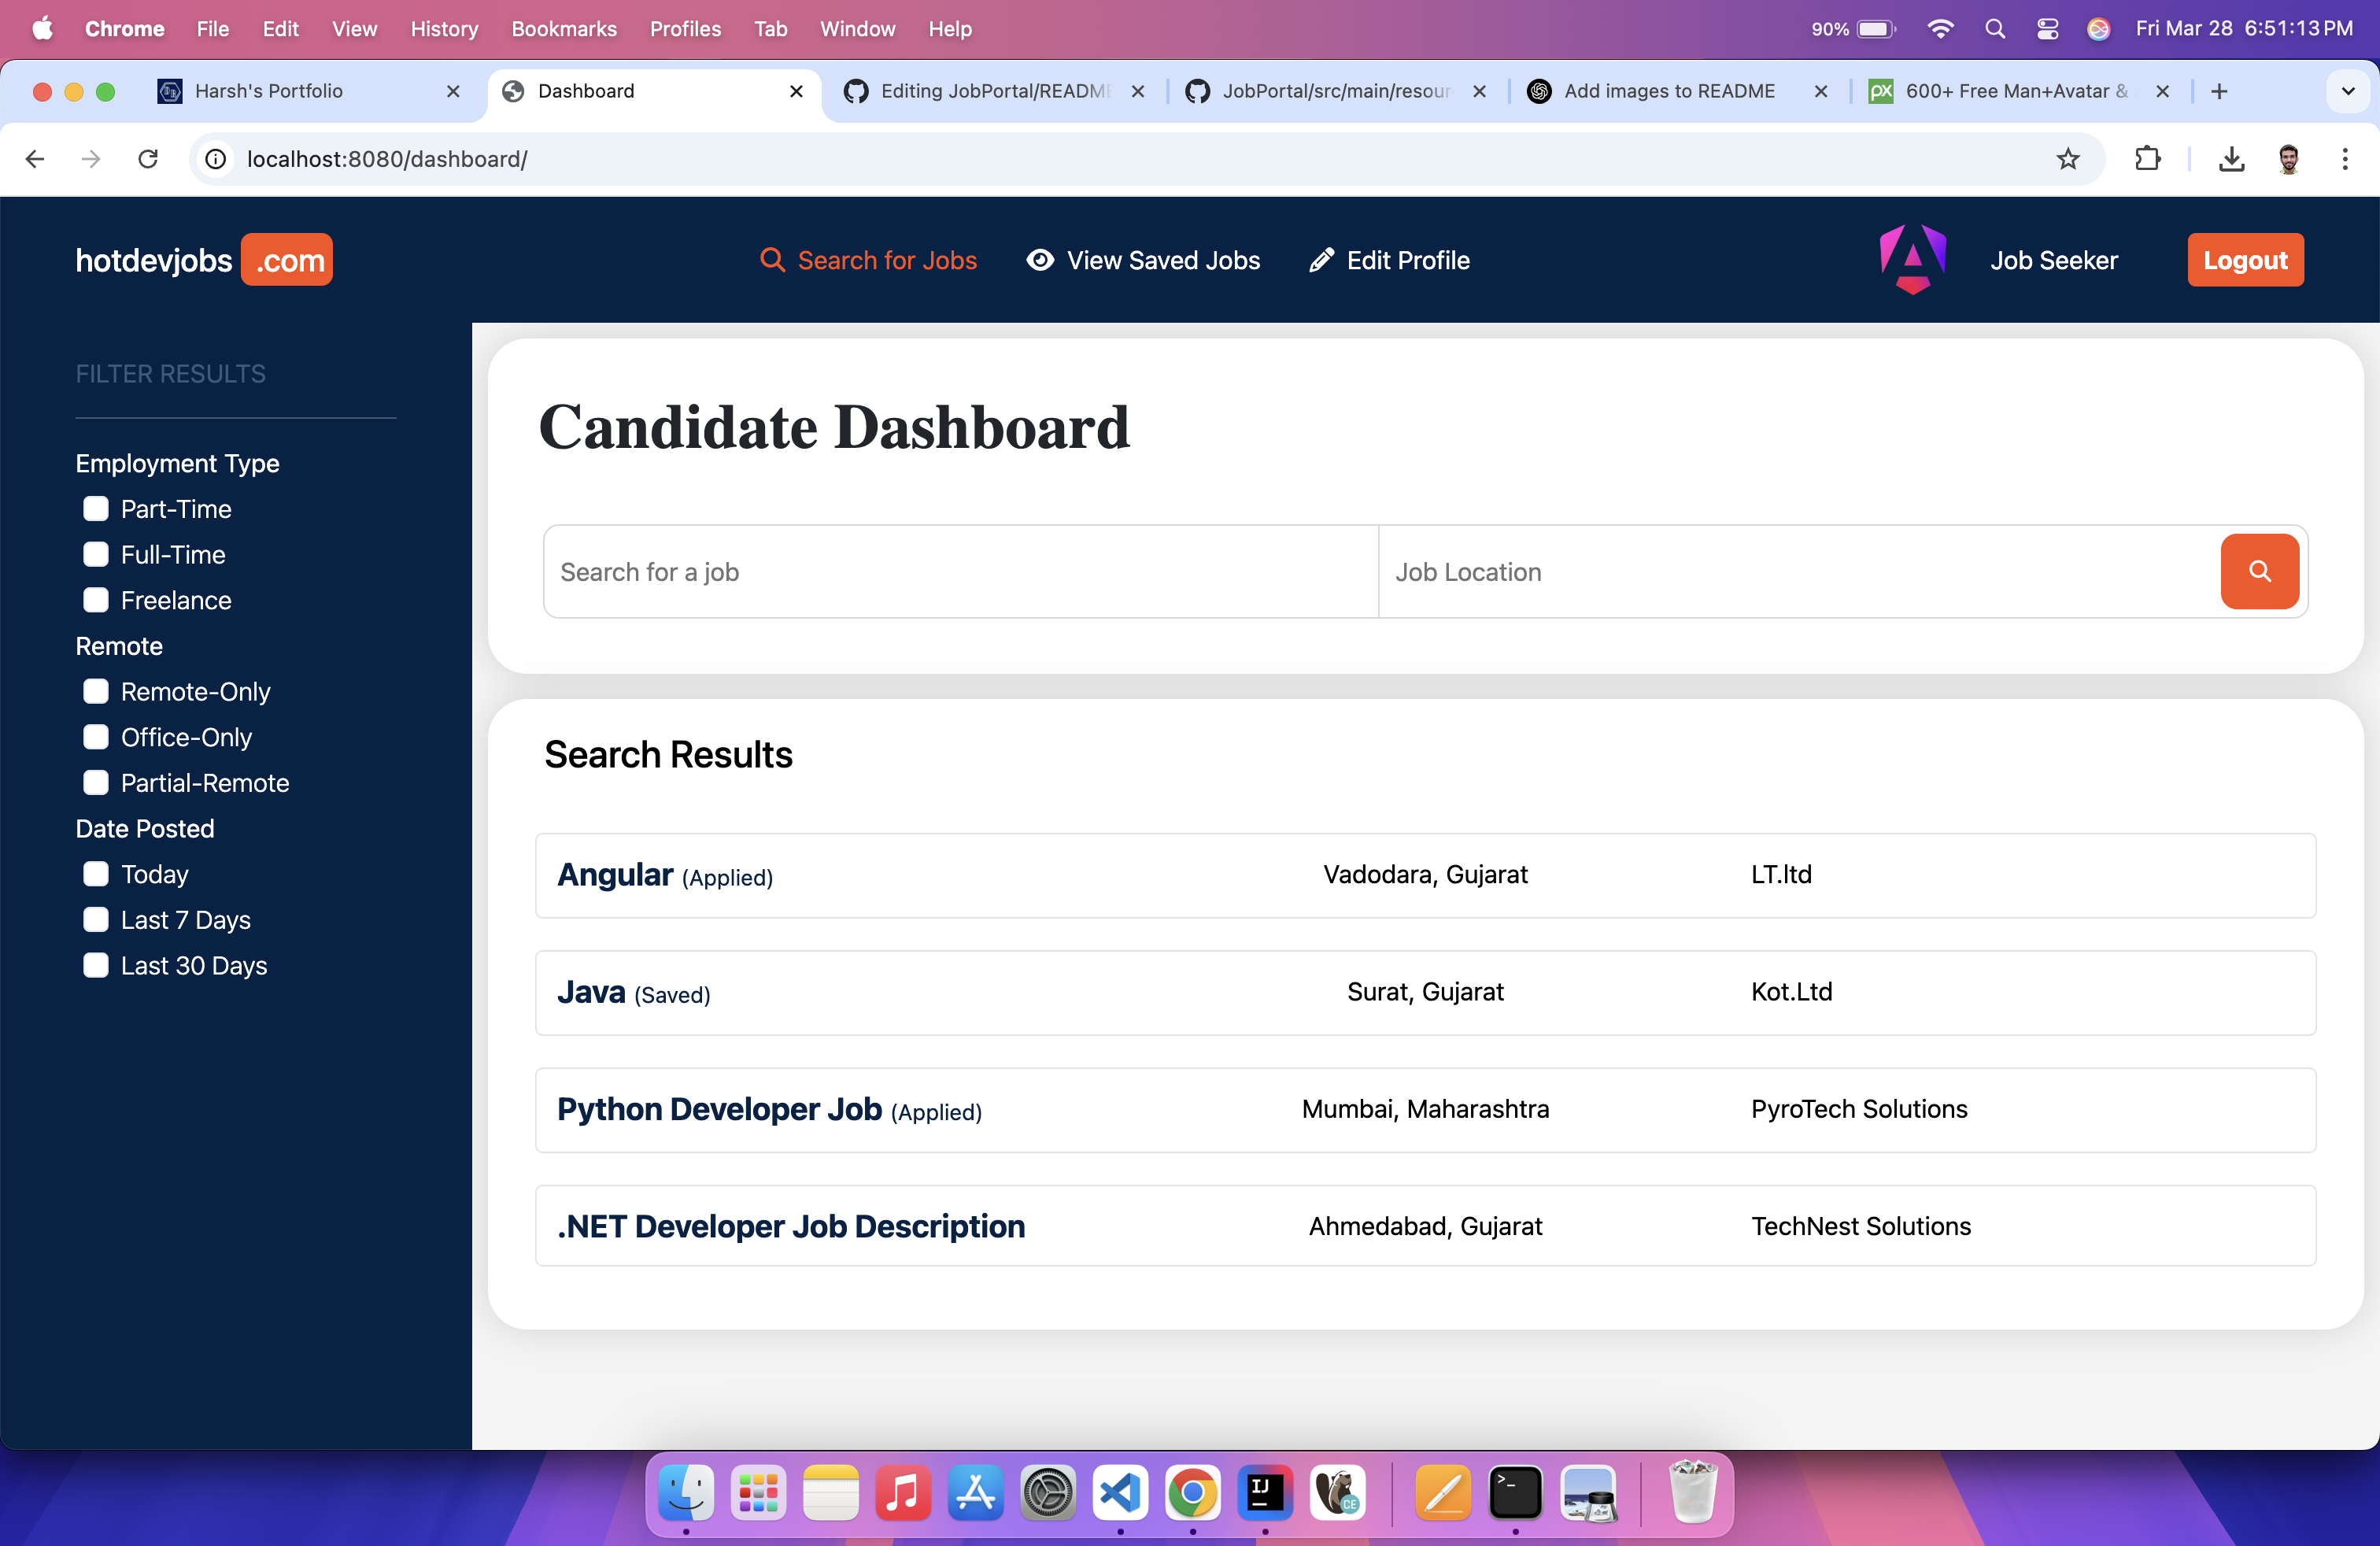 Chrome File Edit View History Bookmarks Profiles Tab Window Help 90% Fri Mar 28 6:51:13 PM
Harsh's Portfolio Dashboard Editing JobPortal/README JobPortal/src/main/resour Add images to README 600+ Free Man+Avatar &
localhost:8080/dashboard/
hotdevjobs .com Search for Jobs View Saved Jobs Edit Profile Job Seeker Logout
FILTER RESULTS
Employment Type
Part-Time
Full-Time
Freelance
Remote
Remote-Only
Office-Only
Partial-Remote
Date Posted
Today
Last 7 Days
Last 30 Days
Candidate Dashboard
Search for a job Job Location
Search Results
Angular (Applied) Vadodara, Gujarat LT.ltd
Java (Saved) Surat, Gujarat Kot.Ltd
Python Developer Job (Applied) Mumbai, Maharashtra PyroTech Solutions
.NET Developer Job Description Ahmedabad, Gujarat TechNest Solutions